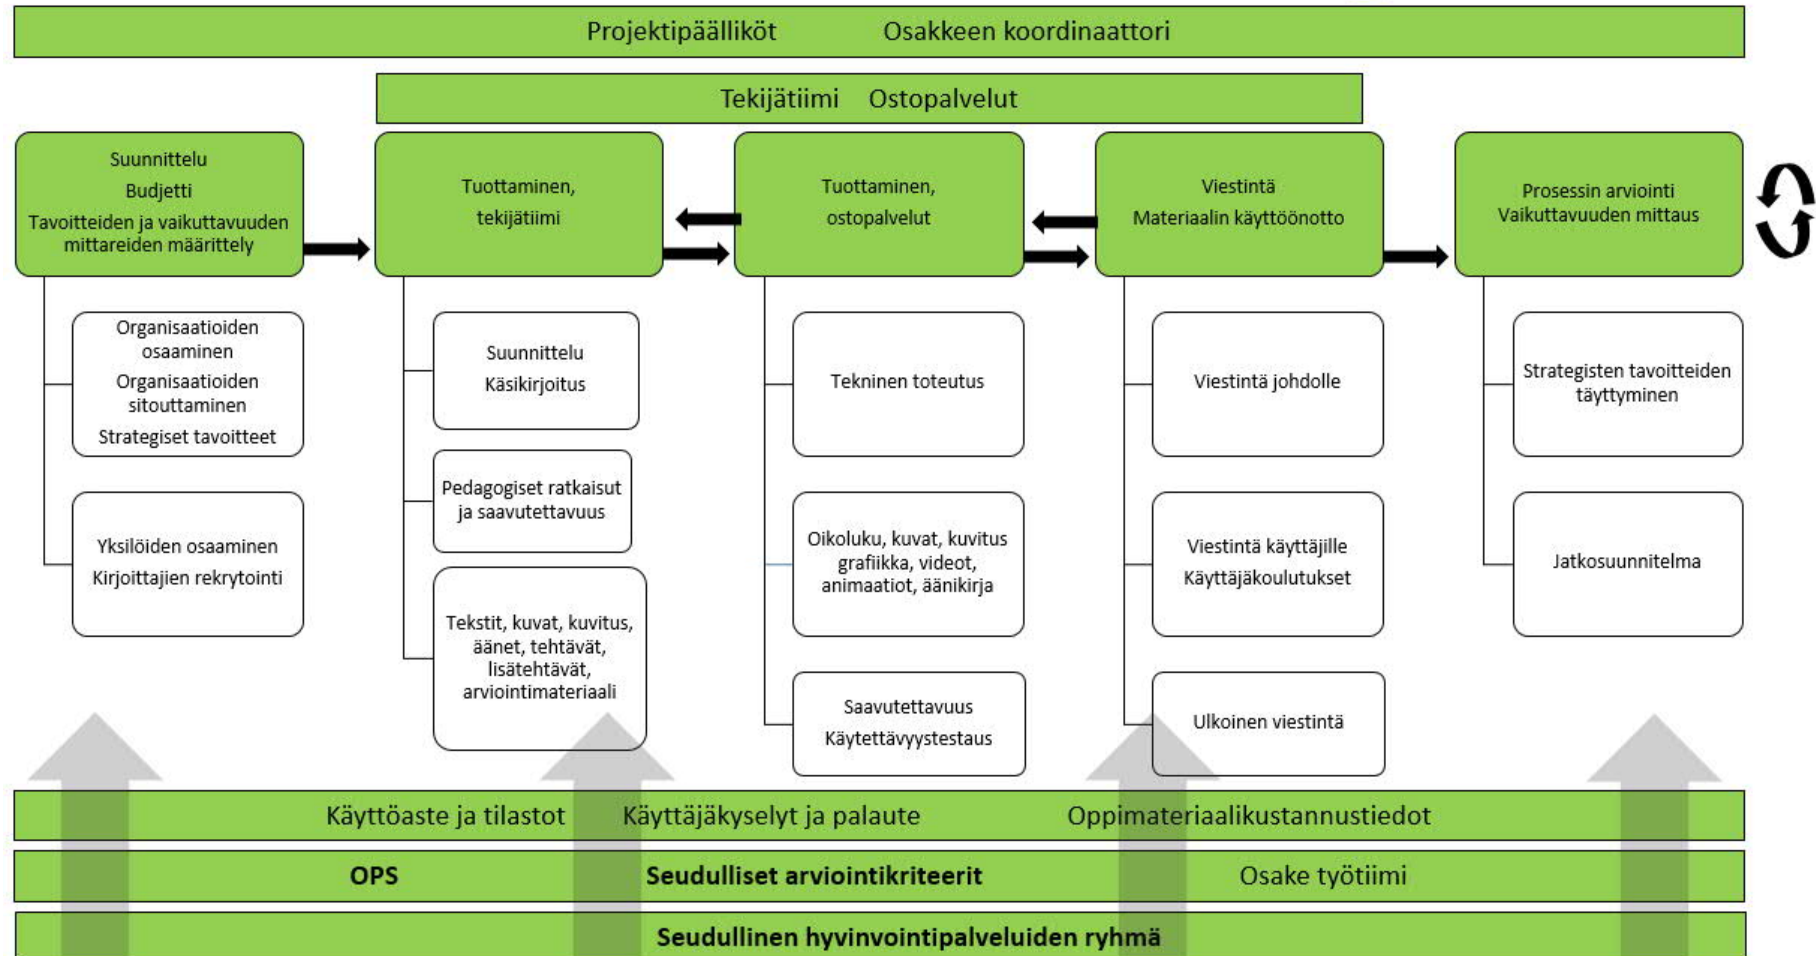 Projektipäälliköt Osakkeen koordinaattori
Tekijätiimi Ostopalvelut
Suunnittelu
Budjetti
Tavoitteiden ja vaikuttavuuden
mittareiden määrittely
Organisaatioiden
osaaminen
Organisaatioiden
sitouttaminen
Strategiset tavoitteet
Yksilöiden osaaminen
Kirjoittajien rekrytointi
Tuottaminen,
tekijätiimi
Suunnittelu
Käsikirjoitus
Pedagogiset ratkaisut
ja saavutettavuus
Tekstit, kuvat, kuvitus,
äänet, tehtävät,
lisätehtävät,
arviointimateriaali
Tuottaminen,
ostopalvelut
Tekninen toteutus
Oikoluku, kuvat, kuvitus
grafiikka, videot,
animaatiot, äänikirja
Saavutettavuus
Käytettävyystestaus
Viestintä
Materiaalin käyttöönotto
Viestintä johdolle
Viestintä käyttäjille
Käyttäjäkoulutukset
Ulkoinen viestintä
Prosessin arviointi
Vaikuttavuuden mittaus
Strategisten tavoitteiden
täyttyminen
Jatkosuunnitelma
Käyttöaste ja tilastot Käyttäjäkyselyt ja palaute Oppimateriaalikustannustiedot
OPS Seudulliset arviointikriteerit Osake työtiimi
Seudullinen hyvinvointipalveluiden ryhmä